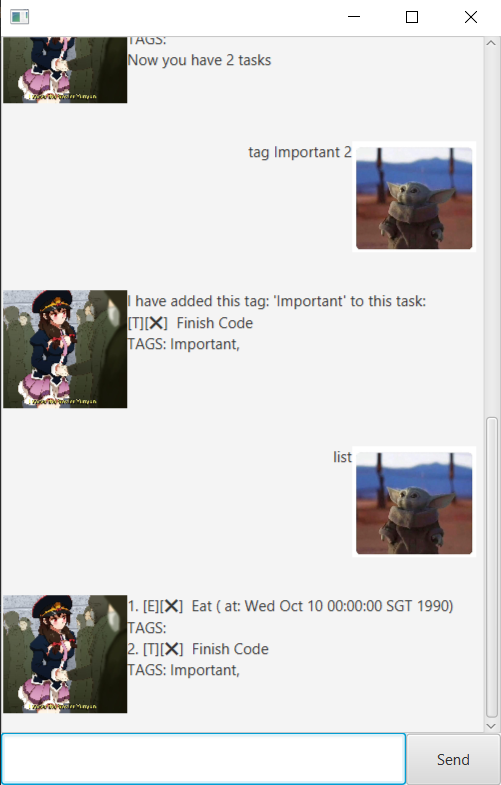 TAGS:
Now you have 2 tasks
tag Important 2
I have added this tag: 'Important' to this task:
[T][❌]  Finish Code
TAGS: Important,
list
1. [E][❌]  Eat ( at: Wed Oct 10 00:00:00 SGT 1990)
TAGS:
2. [T][❌]  Finish Code
TAGS: Important,
Send